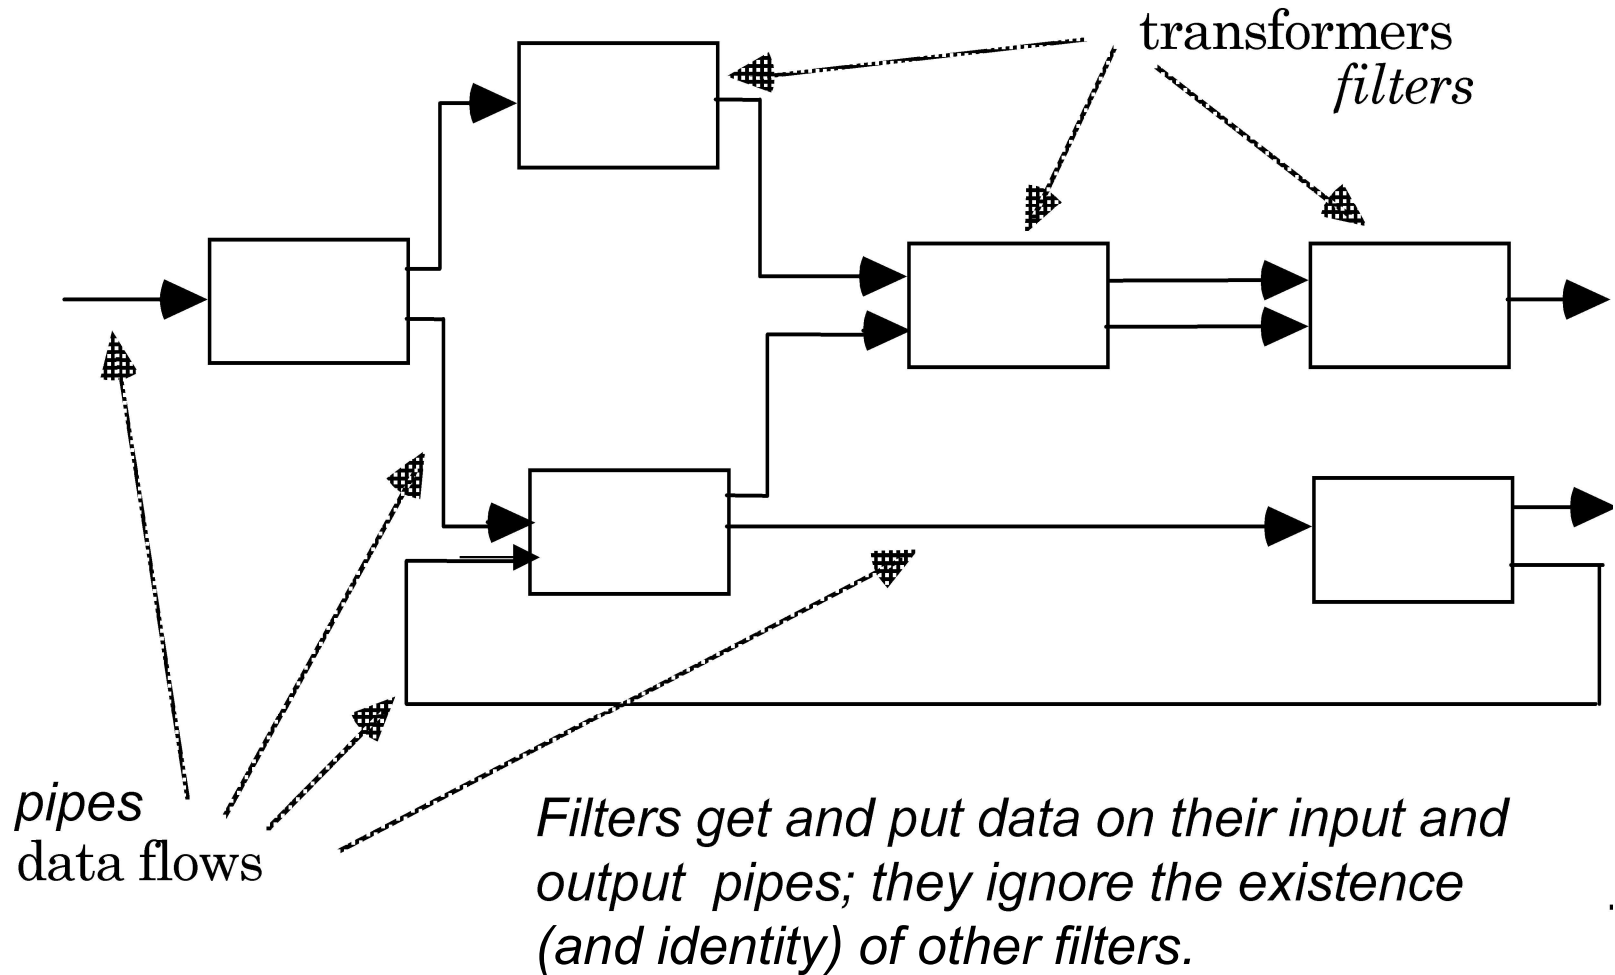 transformers
filters
pipes
data flows
Filters get and put data on their input and
output pipes; they ignore the existence
(and identity) of other filters.